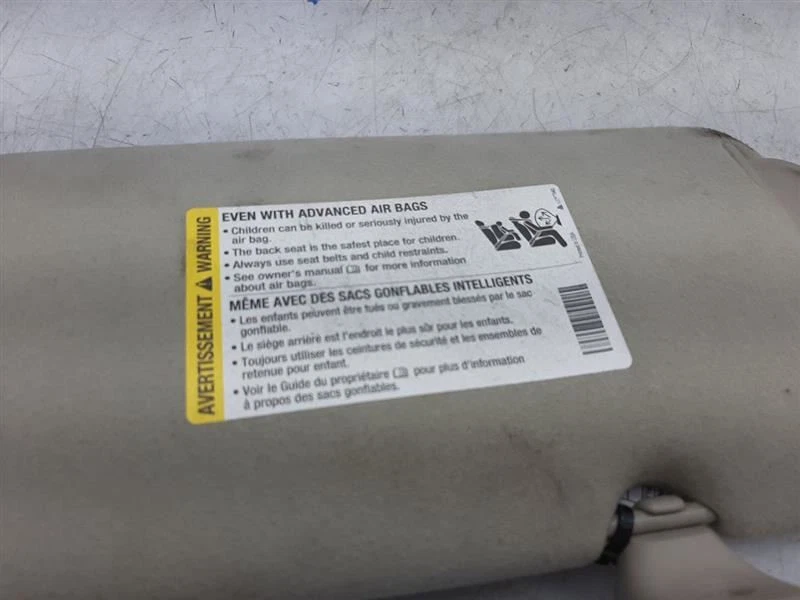 AVERTISSEMENT WARNING
EVEN WITH ADVANCED AIR BAGS
• Children can be killed or seriously injured by the
air bag.
• The back seat is the safest place for children.
• Always use seat belts and child restraints.
• See owner's manual for more information
about air bags.
MÊME AVEC DES SACS GONFLABLES INTELLIGENTS
• Les enfants peuvent être tués ou gravement blessés par le sac
gonflable.
• Le siège arrière est l'endroit le plus sûr pour les enfants.
• Toujours utiliser les ceintures de sécurité et les ensembles de
retenue pour enfant.
• Voir le Guide du propriétaire pour plus d'information
à propos des sacs gonflables.